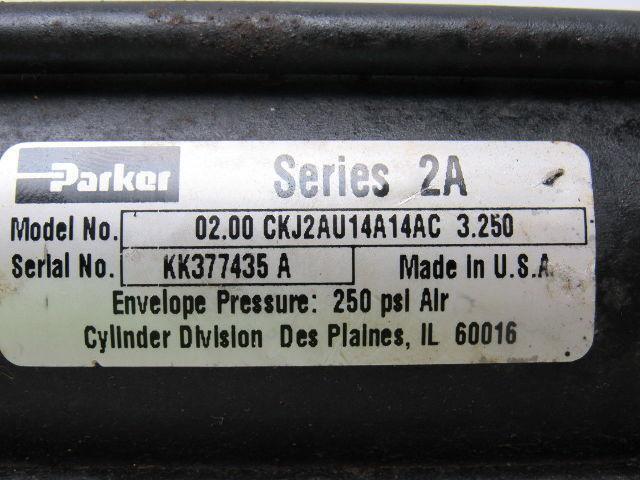 Parker Series 2A
Model No. 02.00 CKJ2AU14A14AC 3.250
Serial No. KK377435 A Made In U.S.A.
Envelope Pressure: 250 psi Air
Cylinder Division Des Plaines, IL 60016